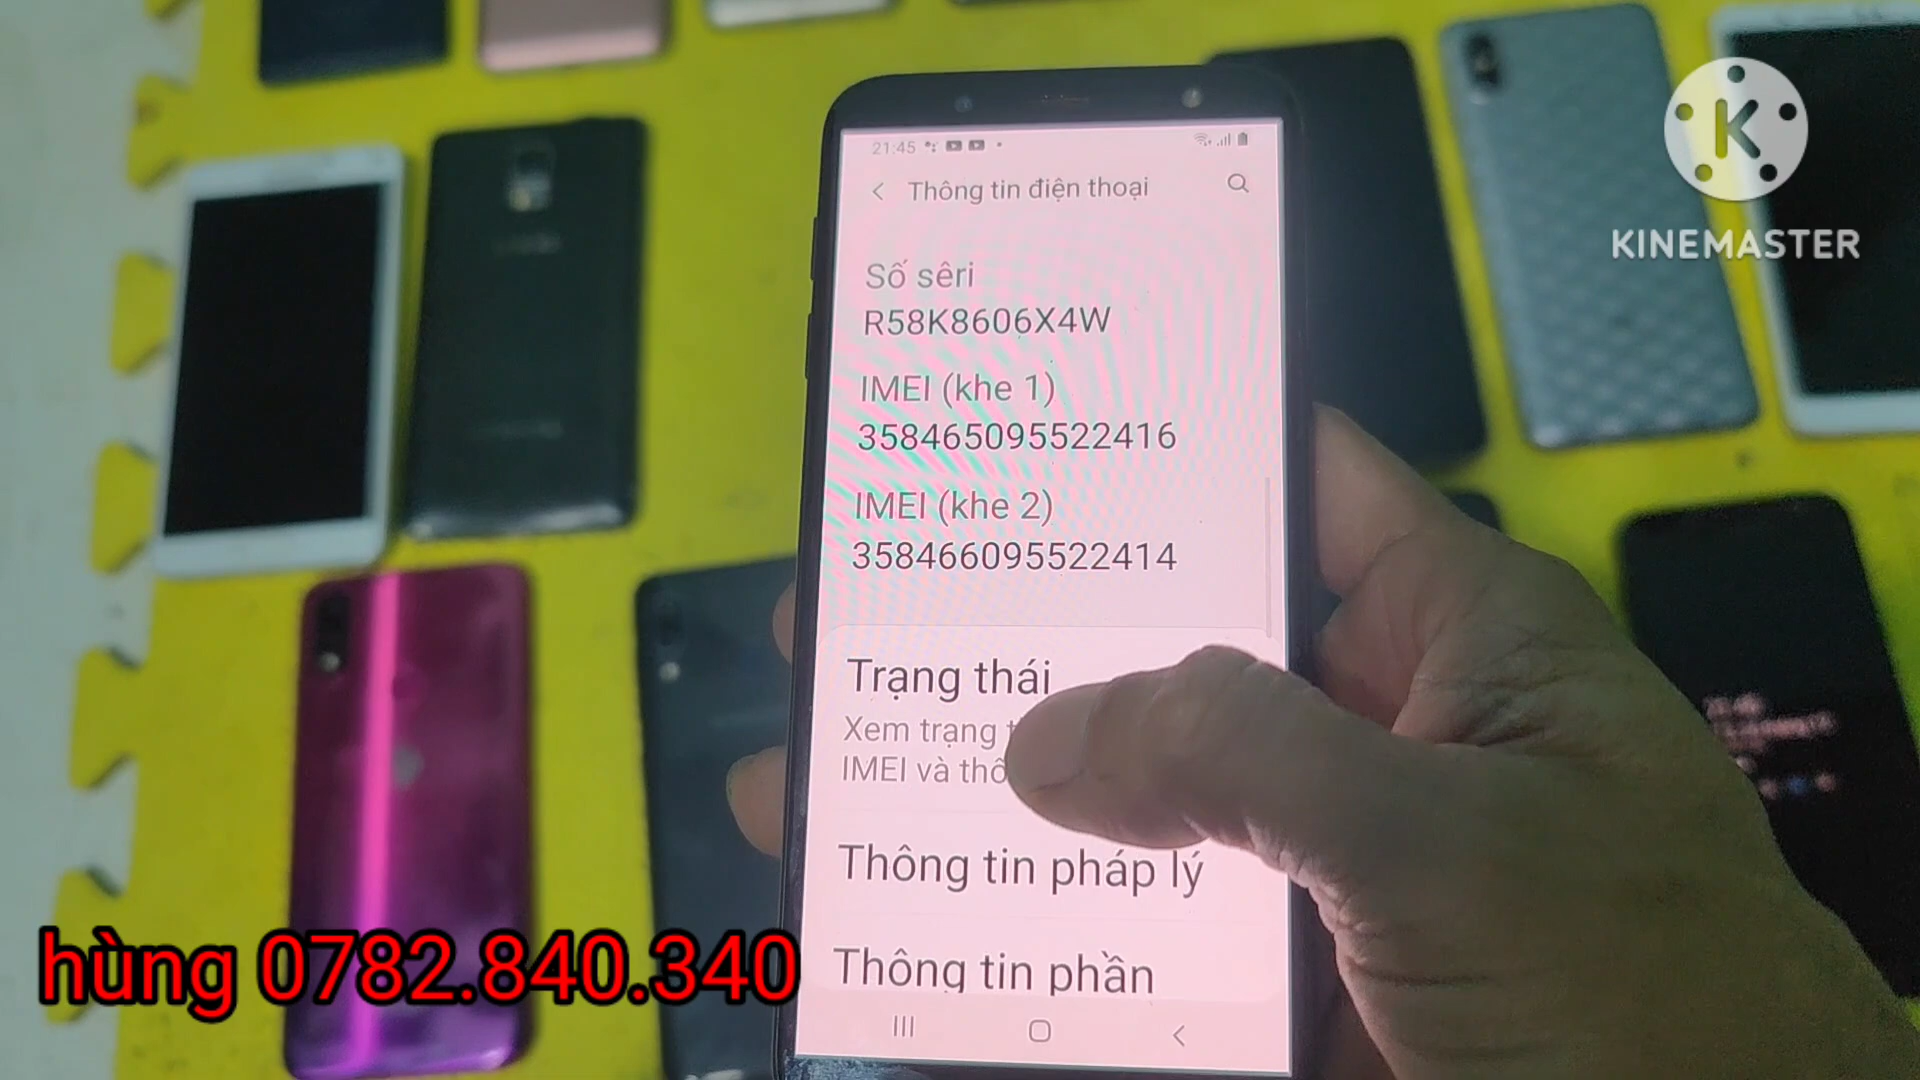 21:45
Thông tin điện thoại
Số sêri
R58K8606X4W
IMEI (khe 1)
358465095522416
IMEI (khe 2)
358466095522414
Trạng thái
Xem trạng
IMEI và thô
Thông tin pháp lý
Thông tin phần
K
KINEMASTER
hùng 0782.840.340